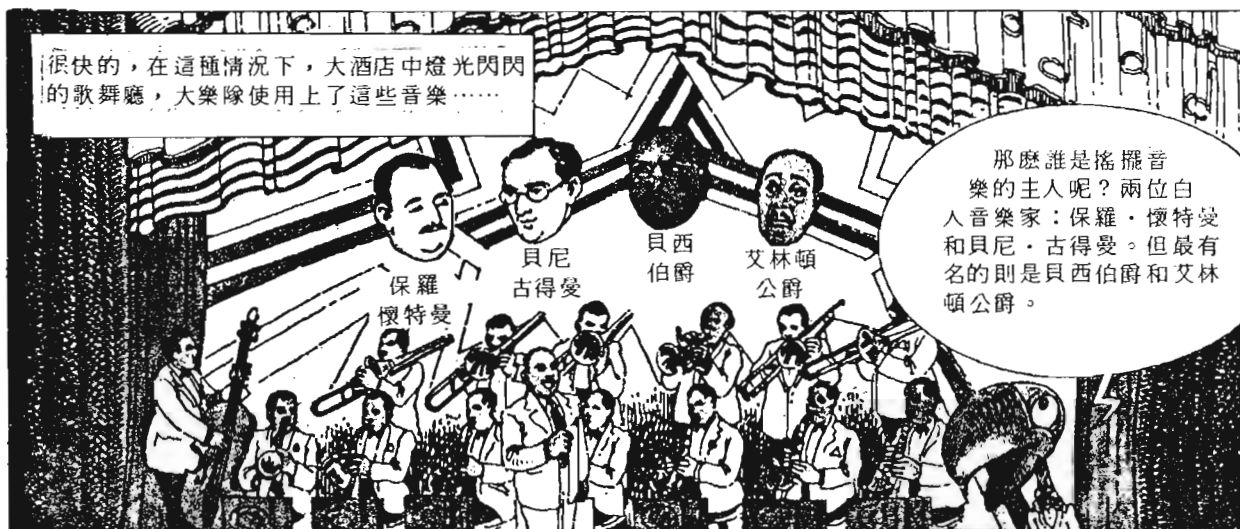 很快的，在這種情況下，大酒店中燈光閃閃
的歌舞廳，大樂隊使用上了這些音樂……
那麽誰是搖擺音
樂的主人呢？兩位白
人音樂家：保羅・懷特曼
和貝尼・古得曼。但最有
名的則是貝西伯爵和艾林
頓公爵。
保羅
懷特曼
貝尼
古得曼
貝西
伯爵
艾林頓
公爵